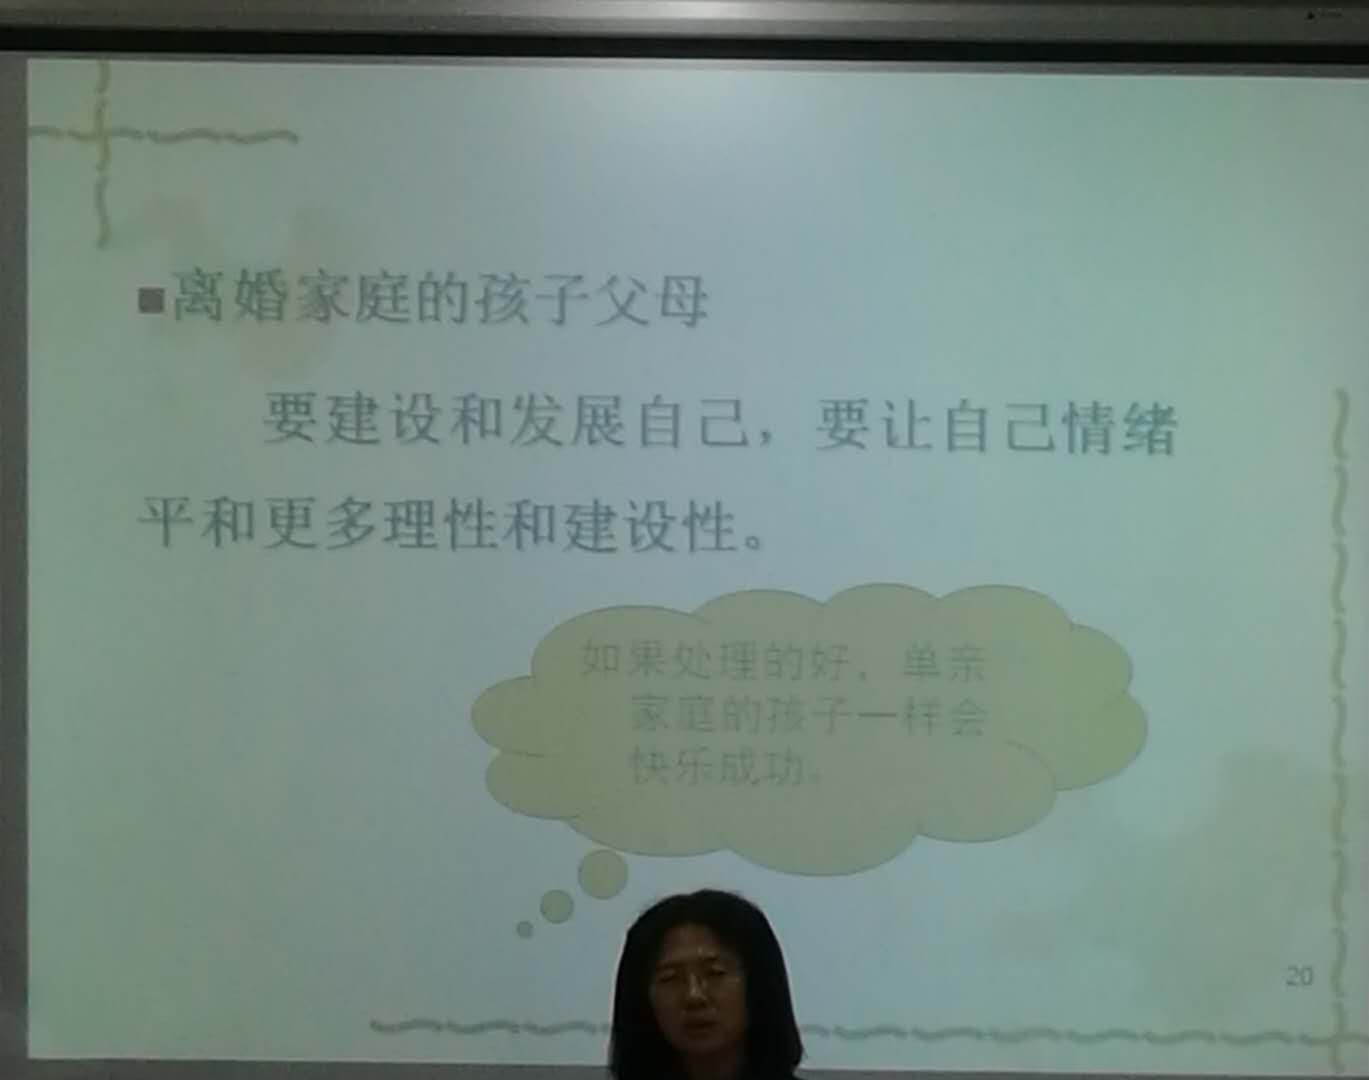 离婚家庭的孩子父母
要建设和发展自己，要让自己情绪
平和更多理性和建设性。
如果处理的好，单亲
家庭的孩子一样会
快乐成功。
20